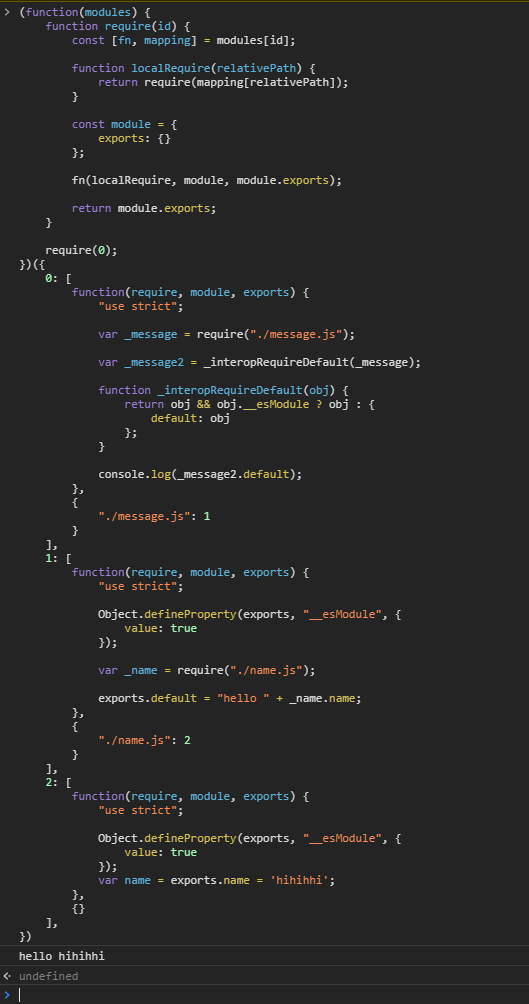 > (function(modules) {
    function require(id) {
        const [fn, mapping] = modules[id];

        function localRequire(relativePath) {
            return require(mapping[relativePath]);
        }

        const module = {
            exports: {}
        };

        fn(localRequire, module, module.exports);

        return module.exports;
    }

    require(0);
})({
    0: [
        function(require, module, exports) {
            "use strict";

            var _message = require("./message.js");

            var _message2 = _interopRequireDefault(_message);

            function _interopRequireDefault(obj) {
                return obj && obj.__esModule ? obj : {
                    default: obj
                };
            }

            console.log(_message2.default);
        },
        {
            "./message.js": 1
        }
    ],
    1: [
        function(require, module, exports) {
            "use strict";

            Object.defineProperty(exports, "__esModule", {
                value: true
            });

            var _name = require("./name.js");

            exports.default = "hello " + _name.name;
        },
        {
            "./name.js": 2
        }
    ],
    2: [
        function(require, module, exports) {
            "use strict";

            Object.defineProperty(exports, "__esModule", {
                value: true
            });
            var name = exports.name = 'hihihhi';
        },
        {}
    ],
})
hello hihihhi
undefined
>